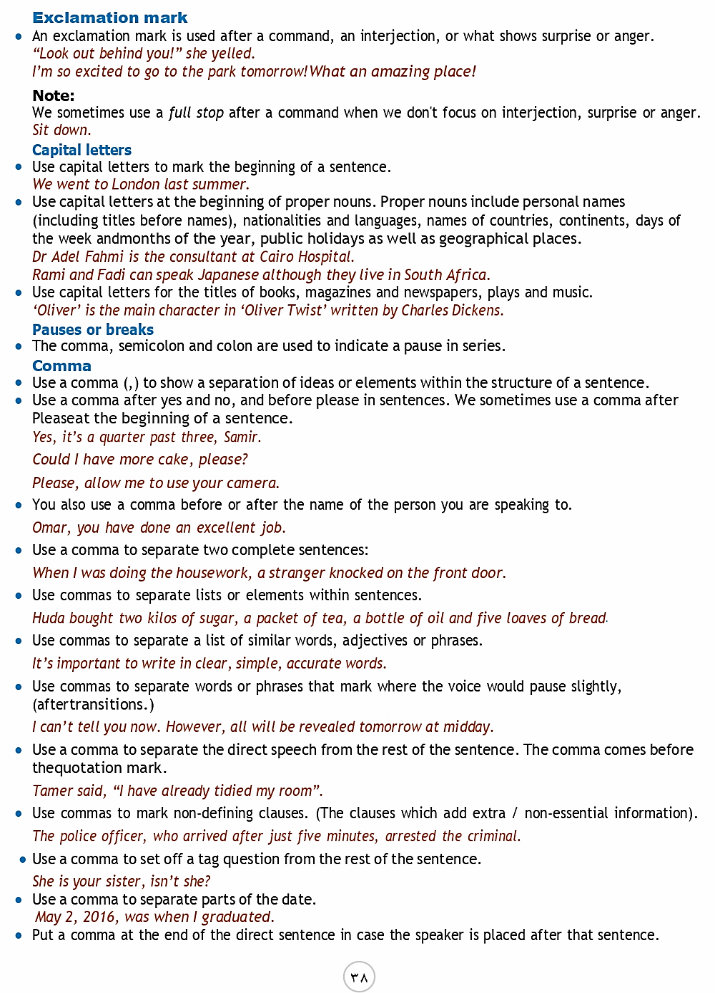 Exclamation mark
• An exclamation mark is used after a command, an interjection, or what shows surprise or anger.
“Look out behind you!” she yelled.
I’m so excited to go to the park tomorrow!What an amazing place!
Note:
We sometimes use a full stop after a command when we don't focus on interjection, surprise or anger.
Sit down.
Capital letters
• Use capital letters to mark the beginning of a sentence.
We went to London last summer.
• Use capital letters at the beginning of proper nouns. Proper nouns include personal names
(including titles before names), nationalities and languages, names of countries, continents, days of
the week andmonths of the year, public holidays as well as geographical places.
Dr Adel Fahmi is the consultant at Cairo Hospital.
Rami and Fadi can speak Japanese although they live in South Africa.
• Use capital letters for the titles of books, magazines and newspapers, plays and music.
‘Oliver’ is the main character in ‘Oliver Twist’ written by Charles Dickens.
Pauses or breaks
• The comma, semicolon and colon are used to indicate a pause in series.
Comma
• Use a comma (,) to show a separation of ideas or elements within the structure of a sentence.
• Use a comma after yes and no, and before please in sentences. We sometimes use a comma after
Pleaseat the beginning of a sentence.
Yes, it’s a quarter past three, Samir.
Could I have more cake, please?
Please, allow me to use your camera.
• You also use a comma before or after the name of the person you are speaking to.
Omar, you have done an excellent job.
• Use a comma to separate two complete sentences:
When I was doing the housework, a stranger knocked on the front door.
• Use commas to separate lists or elements within sentences.
Huda bought two kilos of sugar, a packet of tea, a bottle of oil and five loaves of bread.
• Use commas to separate a list of similar words, adjectives or phrases.
It’s important to write in clear, simple, accurate words.
• Use commas to separate words or phrases that mark where the voice would pause slightly,
(aftertransitions.)
I can’t tell you now. However, all will be revealed tomorrow at midday.
• Use a comma to separate the direct speech from the rest of the sentence. The comma comes before
thequotation mark.
Tamer said, “I have already tidied my room”.
• Use commas to mark non-defining clauses. (The clauses which add extra / non-essential information).
The police officer, who arrived after just five minutes, arrested the criminal.
• Use a comma to set off a tag question from the rest of the sentence.
She is your sister, isn’t she?
• Use a comma to separate parts of the date.
May 2, 2016, was when I graduated.
• Put a comma at the end of the direct sentence in case the speaker is placed after that sentence.
٣٨